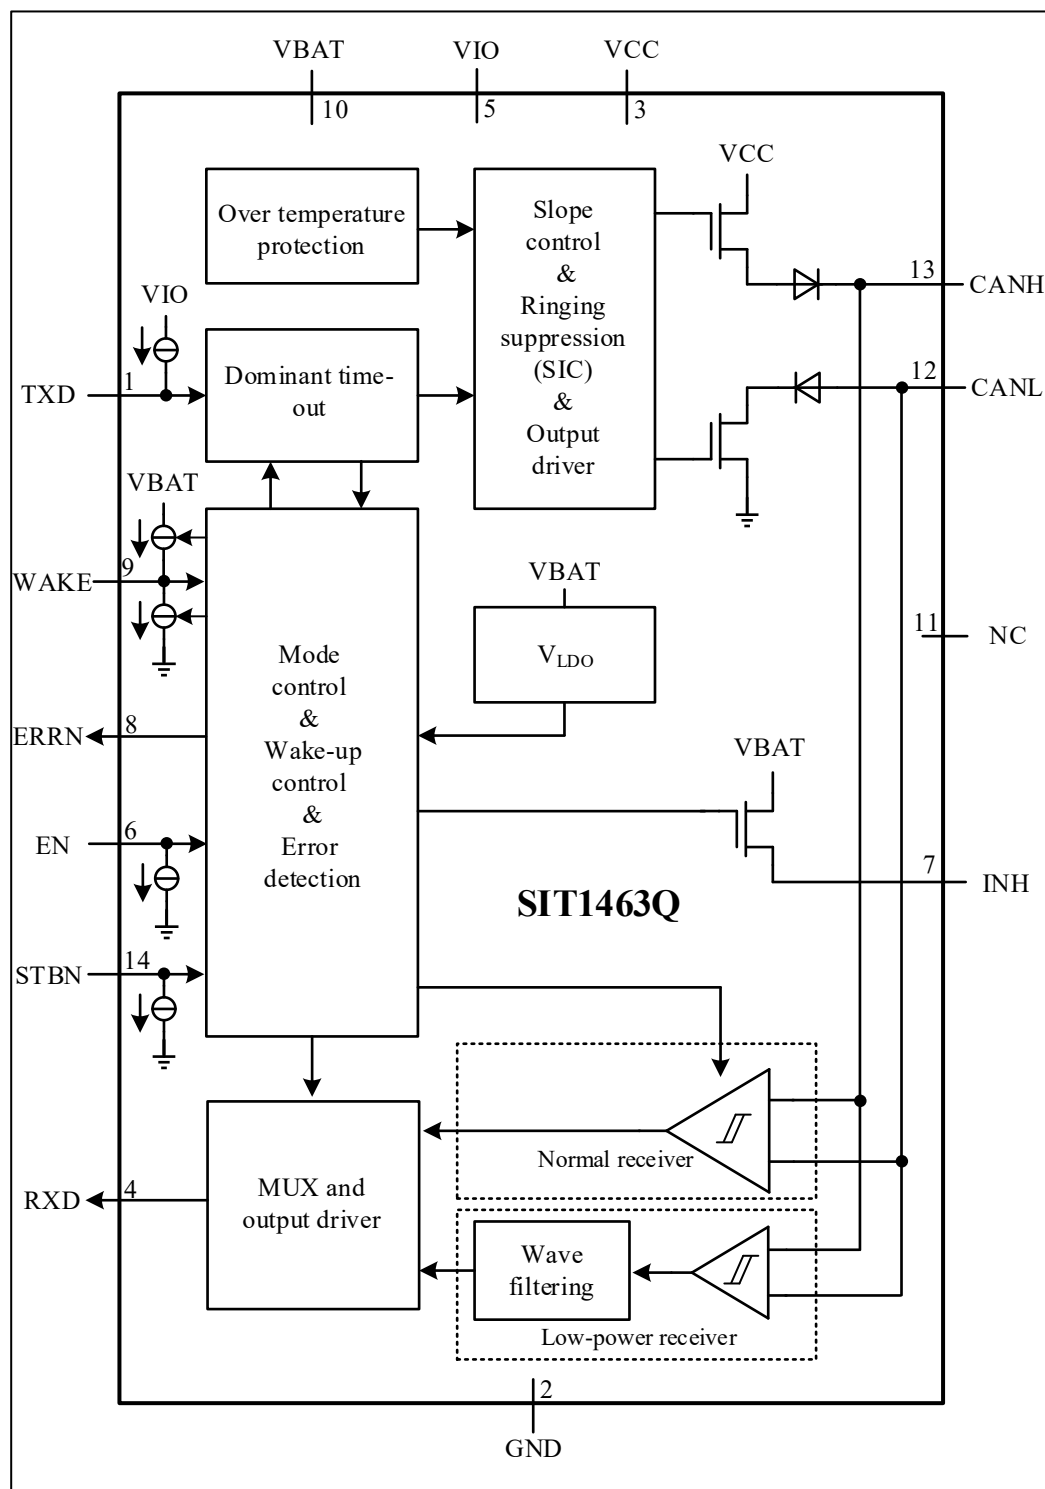 VBAT
VIO
VCC
10
5
3
VCC
Over temperature
protection
Slope
control
&
Ringing
suppression
(SIC)
&
Output
driver
13
CANH
VIO
TXD
1
Dominant time-
out
12
CANL
VBAT
WAKE
9
VBAT
VLDO
11
NC
Mode
control
&
Wake-up
control
&
Error
detection
ERRN
8
VBAT
EN
6
7
INH
SIT1463Q
STBN
14
Normal receiver
MUX and
output driver
RXD
4
Wave
filtering
Low-power receiver
2
GND